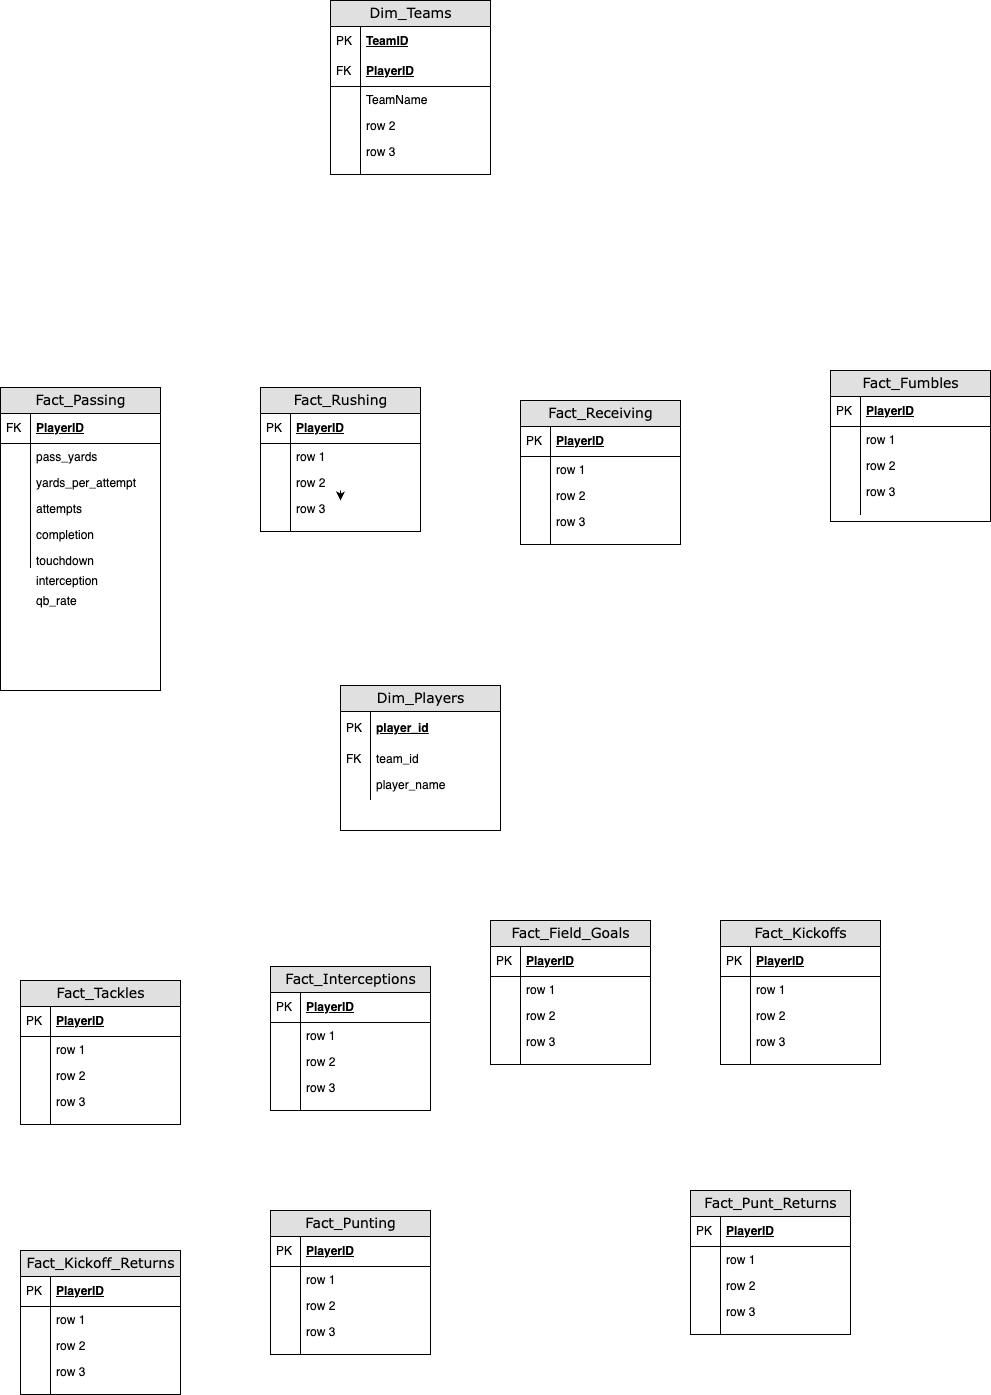 Dim_Teams
PK TeamID
FK PlayerID
TeamName
row 2
row 3
Fact_Passing
FK PlayerID
pass_yards
yards_per_attempt
attempts
completion
touchdown
interception
qb_rate
Fact_Rushing
PK PlayerID
row 1
row 2
row 3
Fact_Receiving
PK PlayerID
row 1
row 2
row 3
Fact_Fumbles
PK PlayerID
row 1
row 2
row 3
Dim_Players
PK player_id
FK team_id
player_name
Fact_Tackles
PK PlayerID
row 1
row 2
row 3
Fact_Interceptions
PK PlayerID
row 1
row 2
row 3
Fact_Field_Goals
PK PlayerID
row 1
row 2
row 3
Fact_Kickoffs
PK PlayerID
row 1
row 2
row 3
Fact_Kickoff_Returns
PK PlayerID
row 1
row 2
row 3
Fact_Punting
PK PlayerID
row 1
row 2
row 3
Fact_Punt_Returns
PK PlayerID
row 1
row 2
row 3